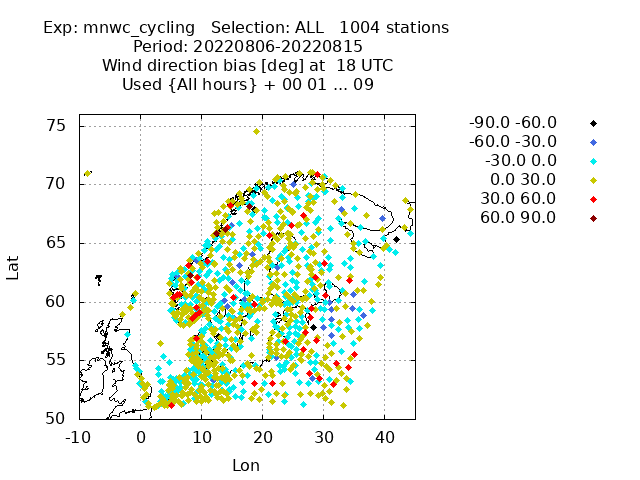 Exp: mnwc_cycling   Selection: ALL   1004 stations
Period: 20220806-20220815
Wind direction bias [deg] at  18 UTC
Used {All hours} + 00 01 ... 09
-90.0 -60.0
-60.0 -30.0
-30.0 0.0
0.0 30.0
30.0 60.0
60.0 90.0
75
70
65
60
55
50
Lat
-10 0 10 20 30 40
Lon